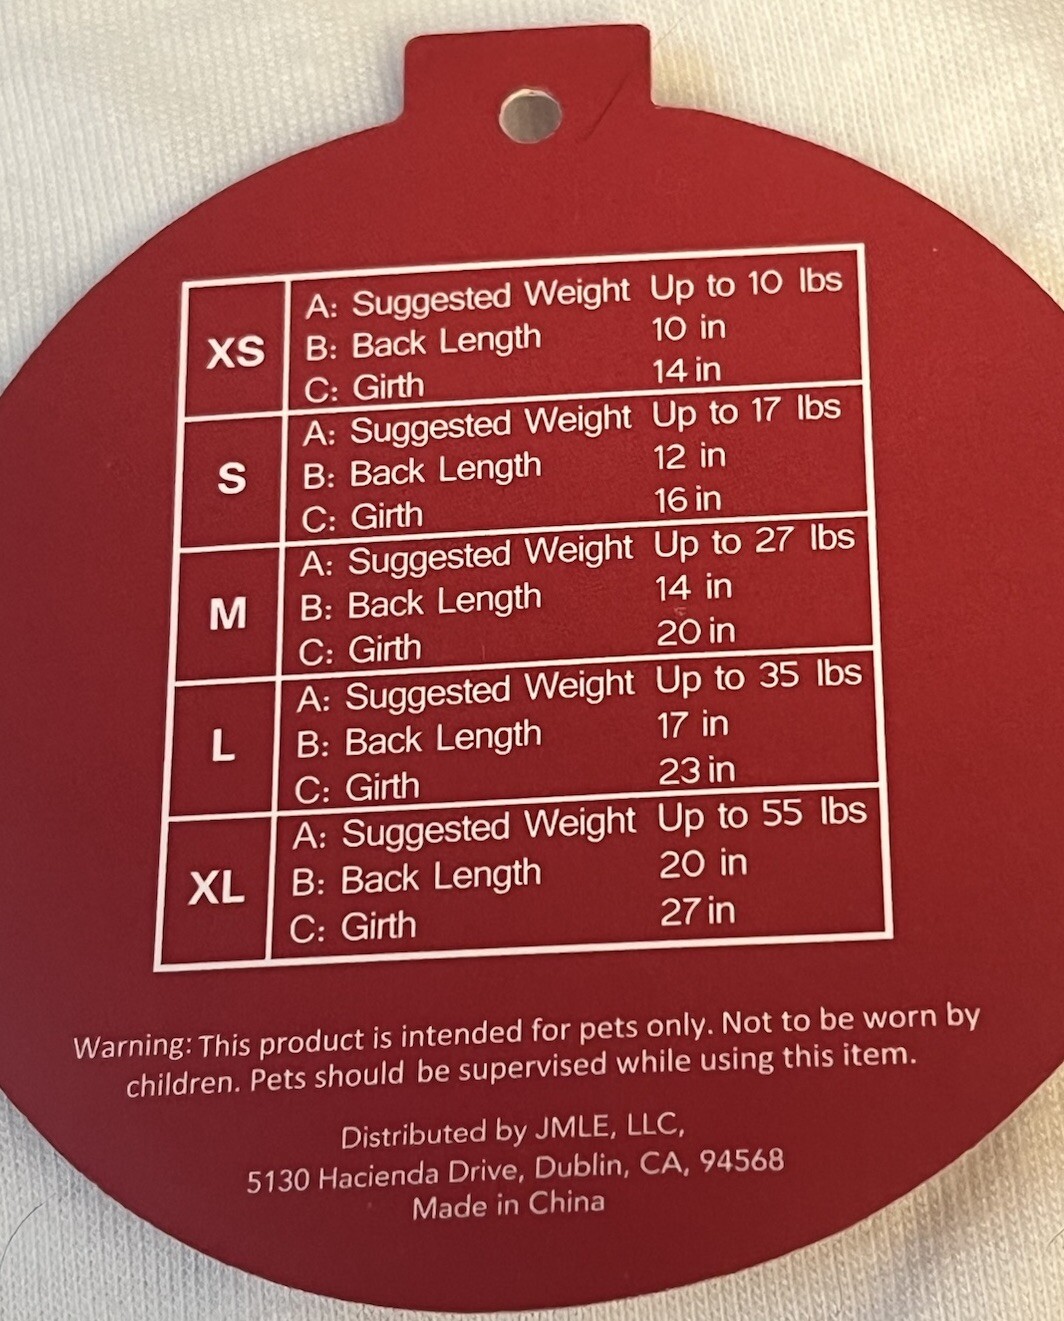 XS
A: Suggested Weight Up to 10 lbs
B: Back Length 10 in
C: Girth 14 in
S
A: Suggested Weight Up to 17 lbs
B: Back Length 12 in
C: Girth 16 in
M
A: Suggested Weight Up to 27 lbs
B: Back Length 14 in
C: Girth 20 in
L
A: Suggested Weight Up to 35 lbs
B: Back Length 17 in
C: Girth 23 in
XL
A: Suggested Weight Up to 55 lbs
B: Back Length 20 in
C: Girth 27 in
Warning: This product is intended for pets only. Not to be worn by
children. Pets should be supervised while using this item.
Distributed by JMLE, LLC,
5130 Hacienda Drive, Dublin, CA, 94568
Made in China